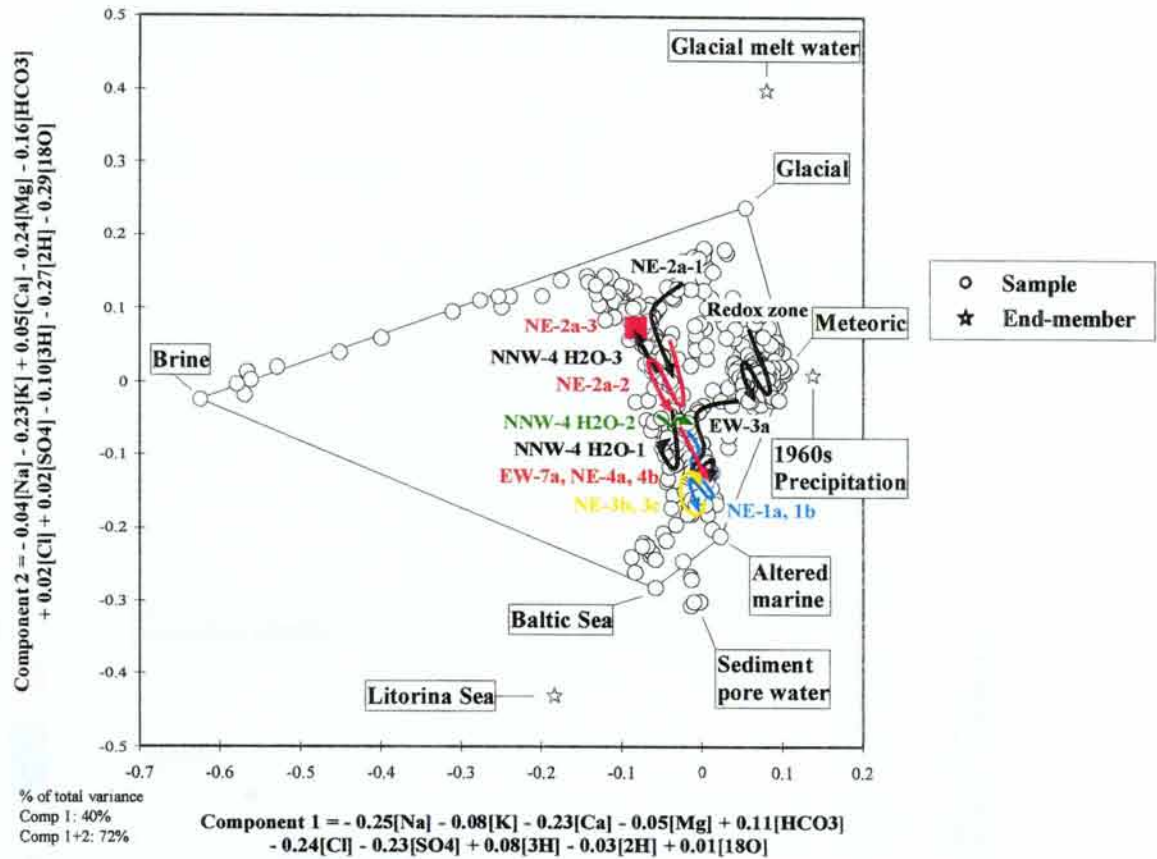 Component 2 = - 0.04[Na] - 0.23[K] + 0.05[Ca] - 0.24[Mg] - 0.16[HCO3]
+ 0.02[Cl] + 0.02[SO4] - 0.10[3H] - 0.27[2H] - 0.29[18O]
0.5
0.4
0.3
0.2
0.1
0
-0.1
-0.2
-0.3
-0.4
-0.5
Glacial melt water
Glacial
NE-2a-1
Redox zone
Meteoric
NE-2a-3
NNW-4 H2O-3
NE-2a-2
Brine
NNW-4 H2O-2
EW-3a
NNW-4 H2O-1
1960s
Precipitation
EW-7a, NE-4a, 4b
NE-3b, 3c
NE-1a, 1b
Altered
marine
Baltic Sea
Sediment
pore water
Litorina Sea
Sample
End-member
-0.7
-0.6
-0.5
-0.4
-0.3
-0.2
-0.1
0
0.1
0.2
% of total variance
Comp 1: 40%
Comp 1+2: 72%
Component 1 = - 0.25[Na] - 0.08[K] - 0.23[Ca] - 0.05[Mg] + 0.11[HCO3]
- 0.24[Cl] - 0.23[SO4] + 0.08[3H] - 0.03[2H] + 0.01[18O]